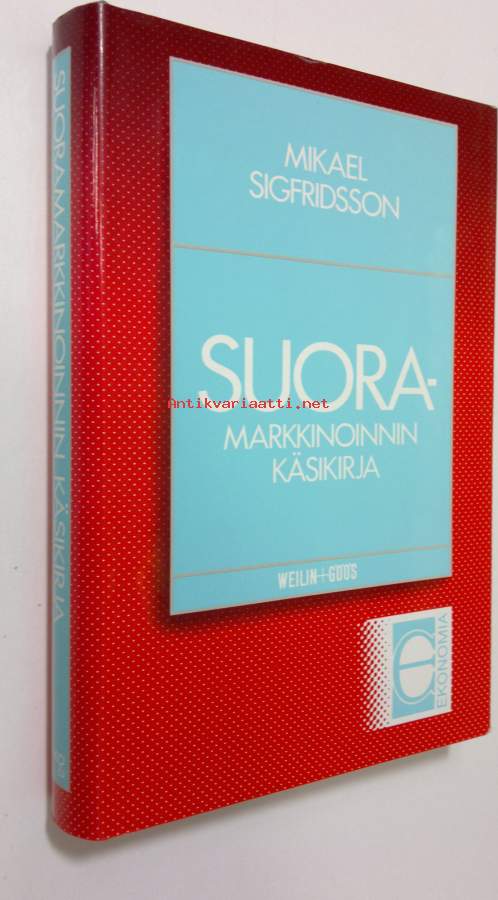 SUORAMARKKINOINNIN KÄSIKIRJA
MIKAEL
SIGFRIDSSON
SUORA-
MARKKINOINNIN
KÄSIKIRJA
Antikvariaatti.net
WEILIN+GÖÖS
e
EKONOMIA